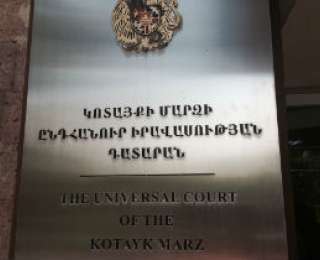 ԿՈՏԱՅՔԻ ՄԱՐԶԻ
ԸՆԴՀԱՆՈՒՐ ԻՐԱՎԱՍՈՒԹՅԱՆ
ԴԱՏԱՐԱՆ
THE UNIVERSAL COURT
OF THE
KOTAYK MARZ